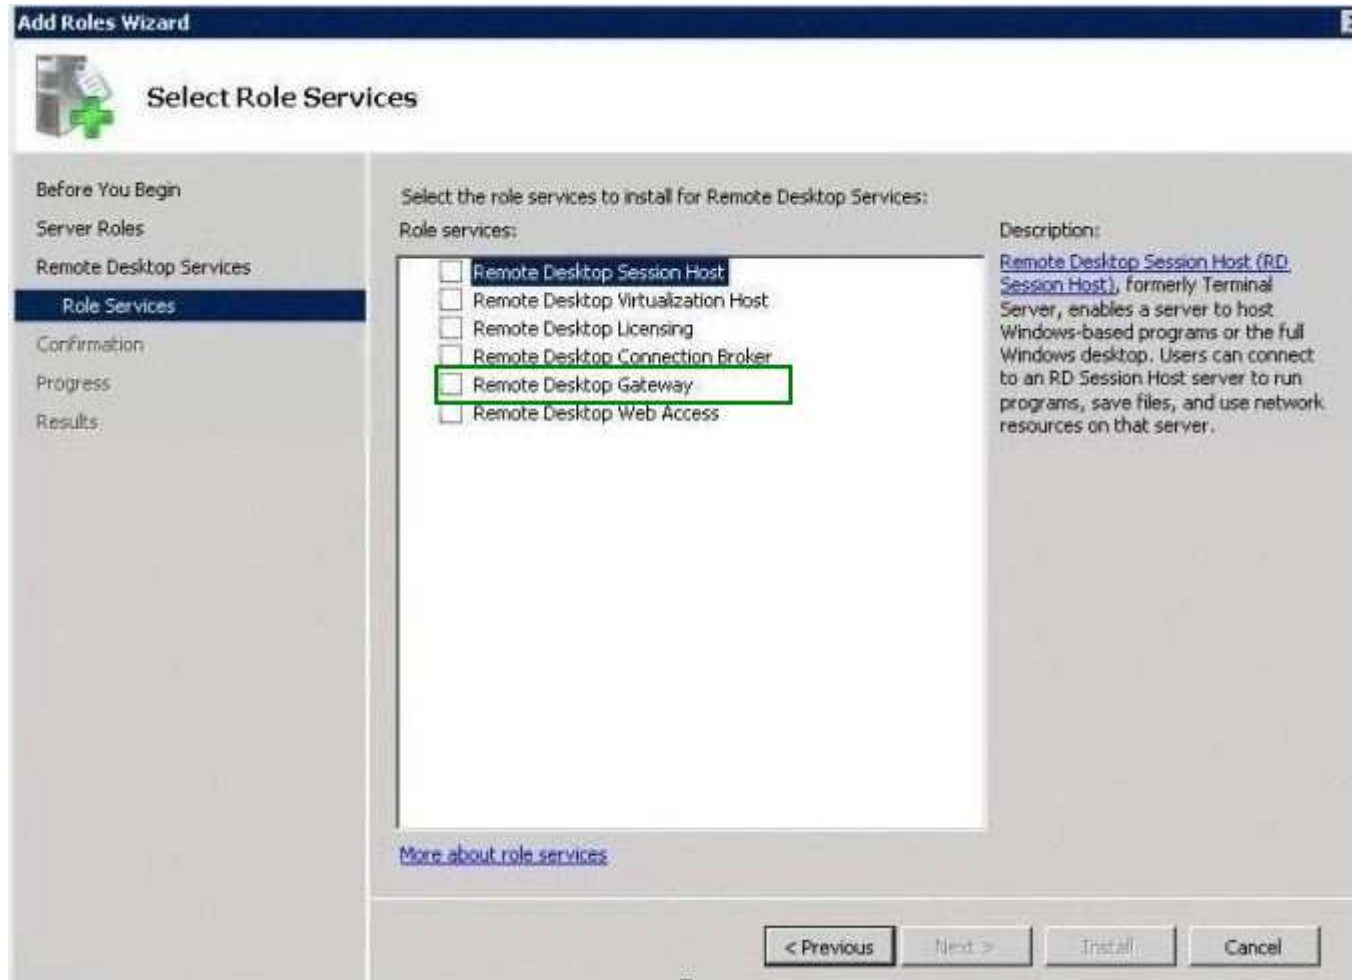 Add Roles Wizard
Select Role Services
Before You Begin
Server Roles
Remote Desktop Services
Role Services
Confirmation
Progress
Results
Select the role services to install for Remote Desktop Services:
Role services:
Remote Desktop Session Host
Remote Desktop Virtualization Host
Remote Desktop Licensing
Remote Desktop Connection Broker
Remote Desktop Gateway
Remote Desktop Web Access
More about role services
Description:
Remote Desktop Session Host (RD
Session Host), formerly Terminal
Server, enables a server to host
Windows-based programs or the full
Windows desktop. Users can connect
to an RD Session Host server to run
programs, save files, and use network
resources on that server.
< Previous
Next >
Install
Cancel